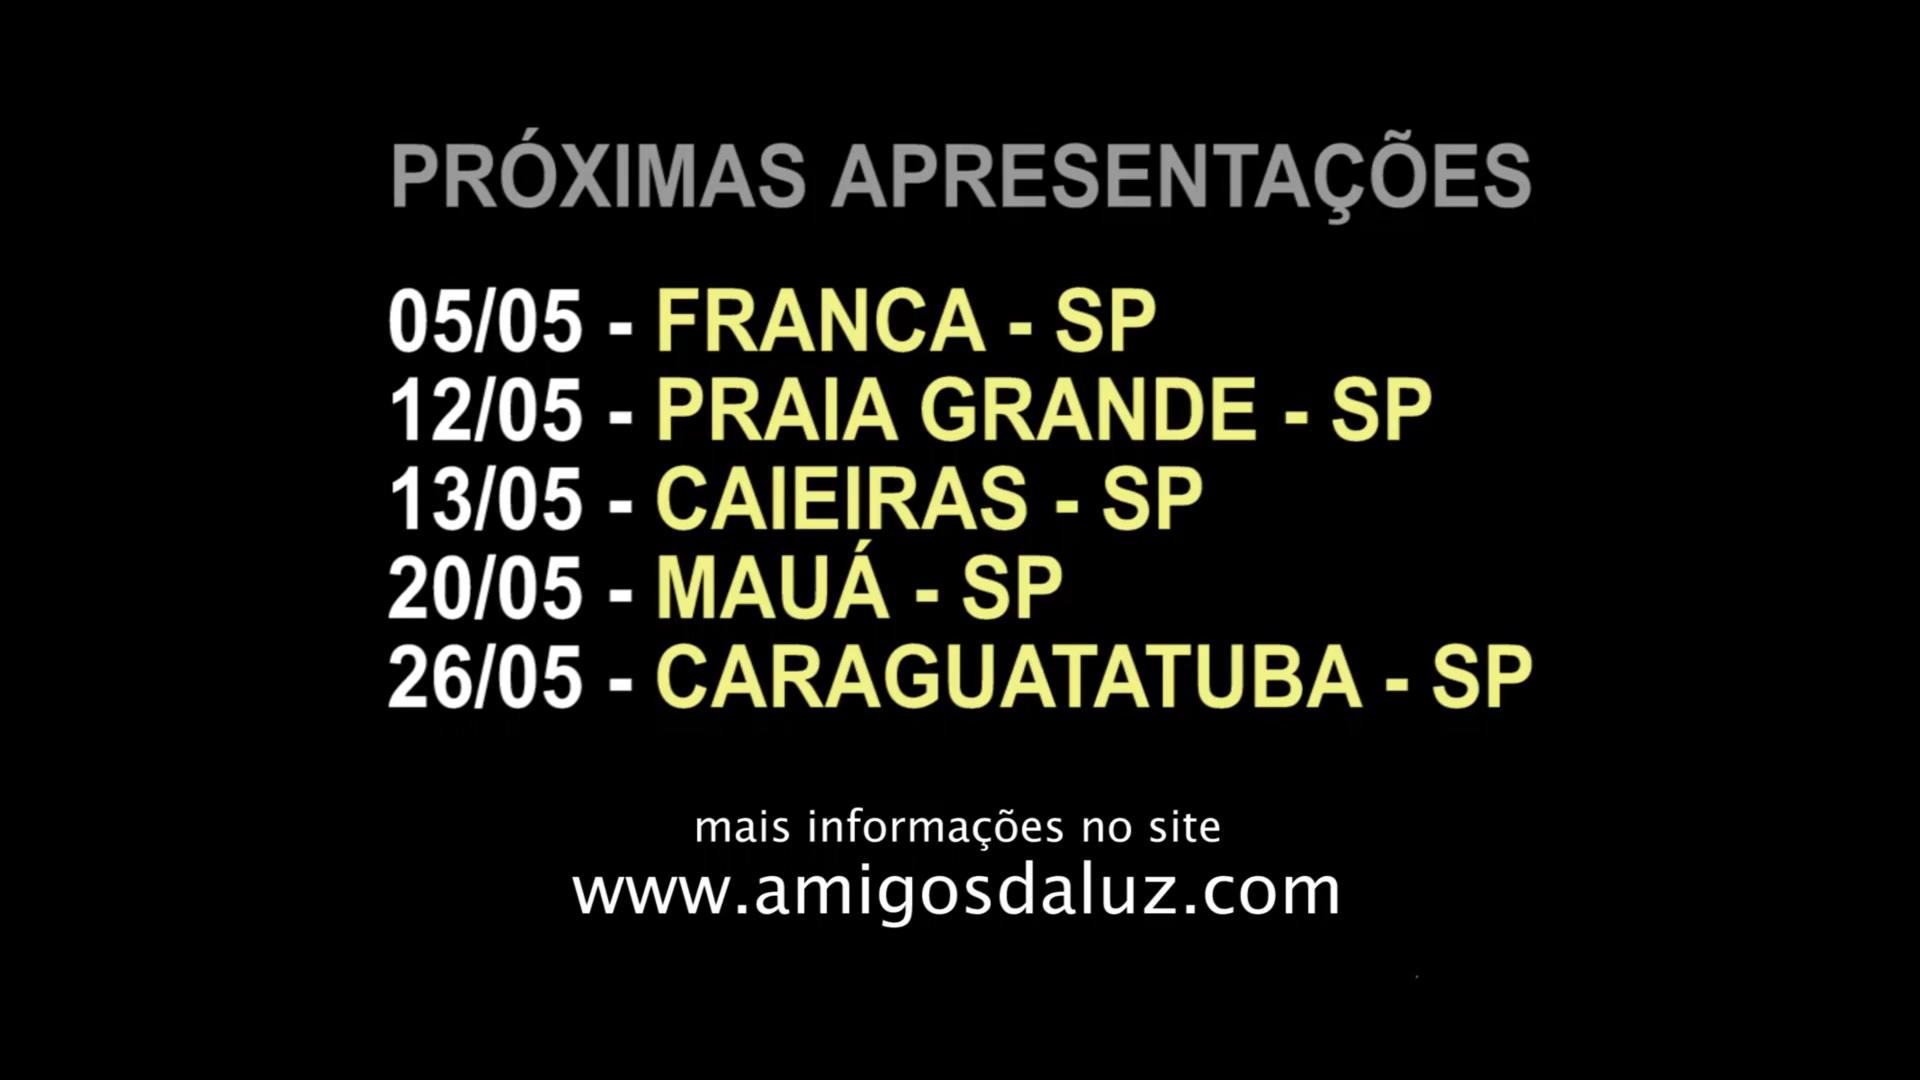 PRÓXIMAS APRESENTAÇÕES
05/05 - FRANCA - SP
12/05 - PRAIA GRANDE - SP
13/05 - CAIEIRAS - SP
20/05 - MAUÁ - SP
26/05 - CARAGUATATUBA - SP
mais informações no site
www.amigosdaluz.com